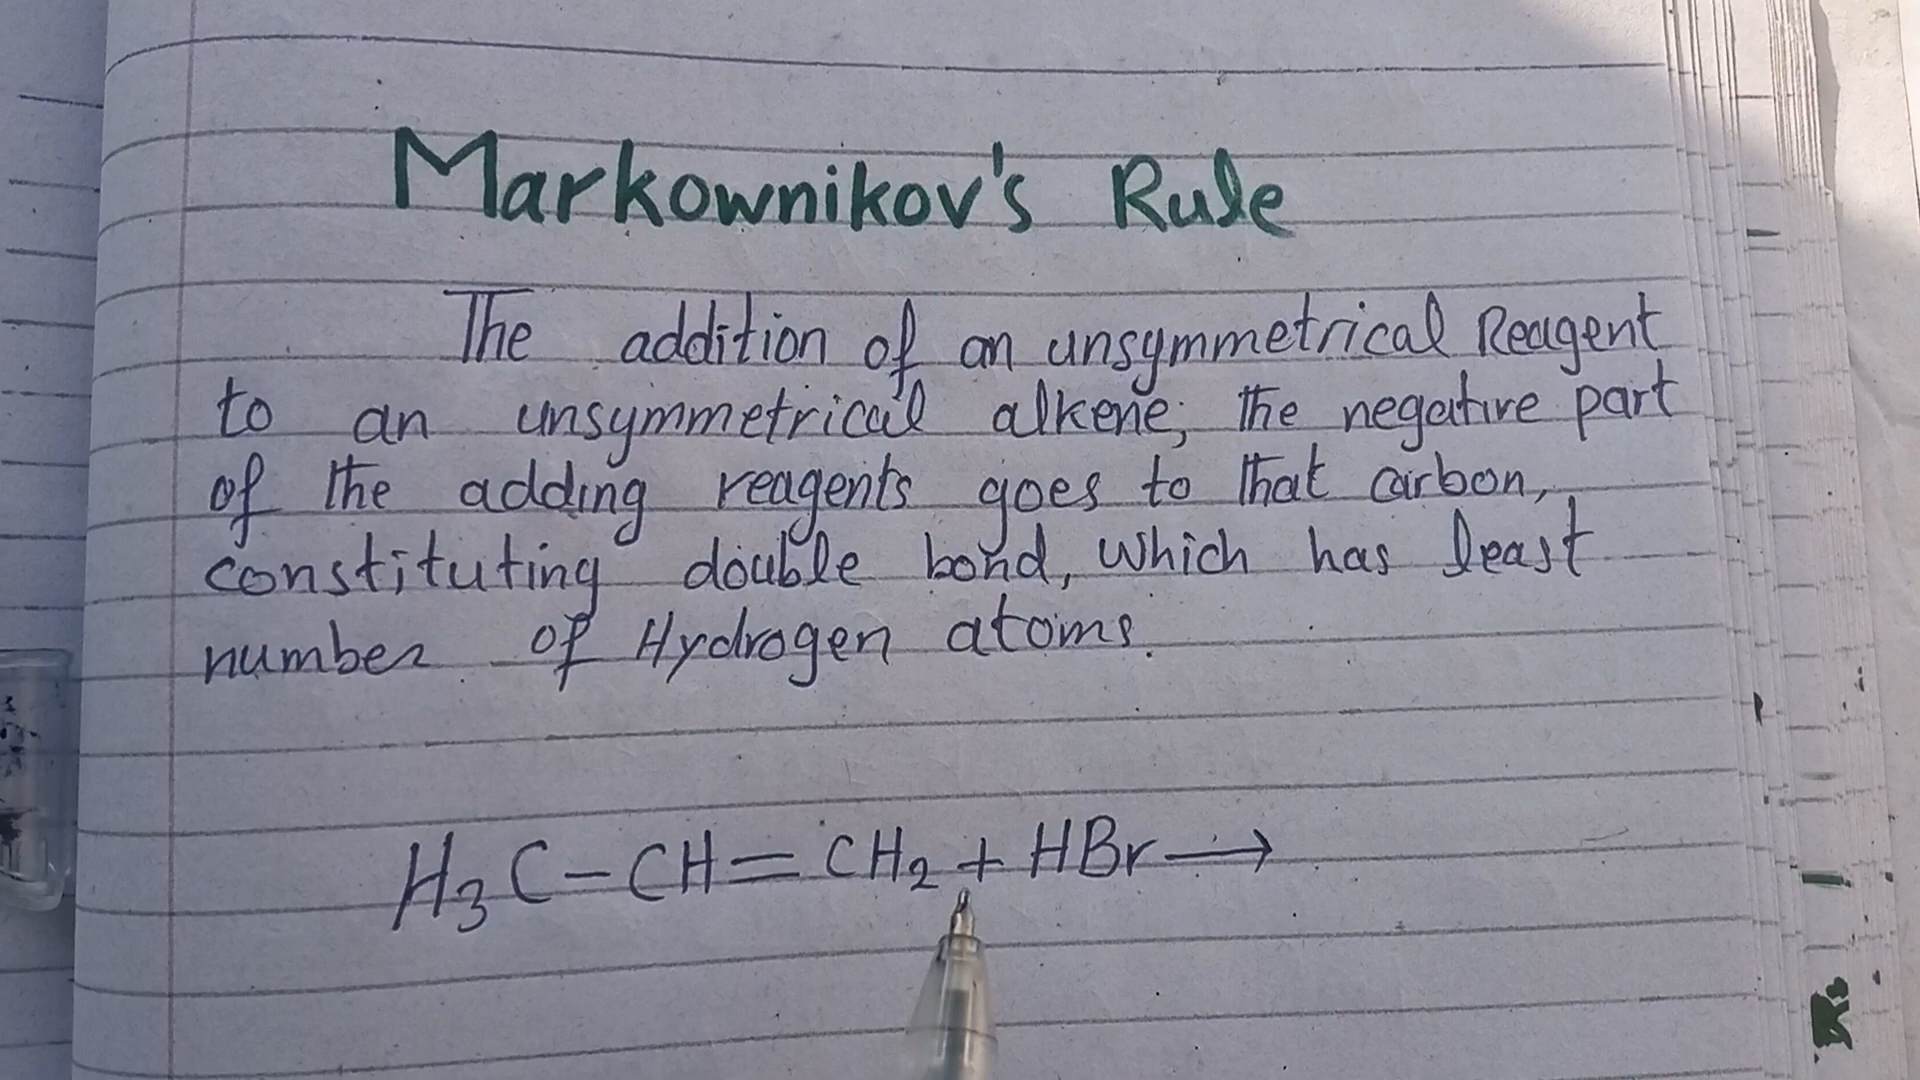 Markownikov's Rule
The addition of an unsymmetrical Reagent
to an unsymmetrical alkene; the negative part
of the adding reagents goes to that carbon,
constituting double bond, which has least
number of Hydrogen atoms.
H₃C-CH=CH₂+HBr→